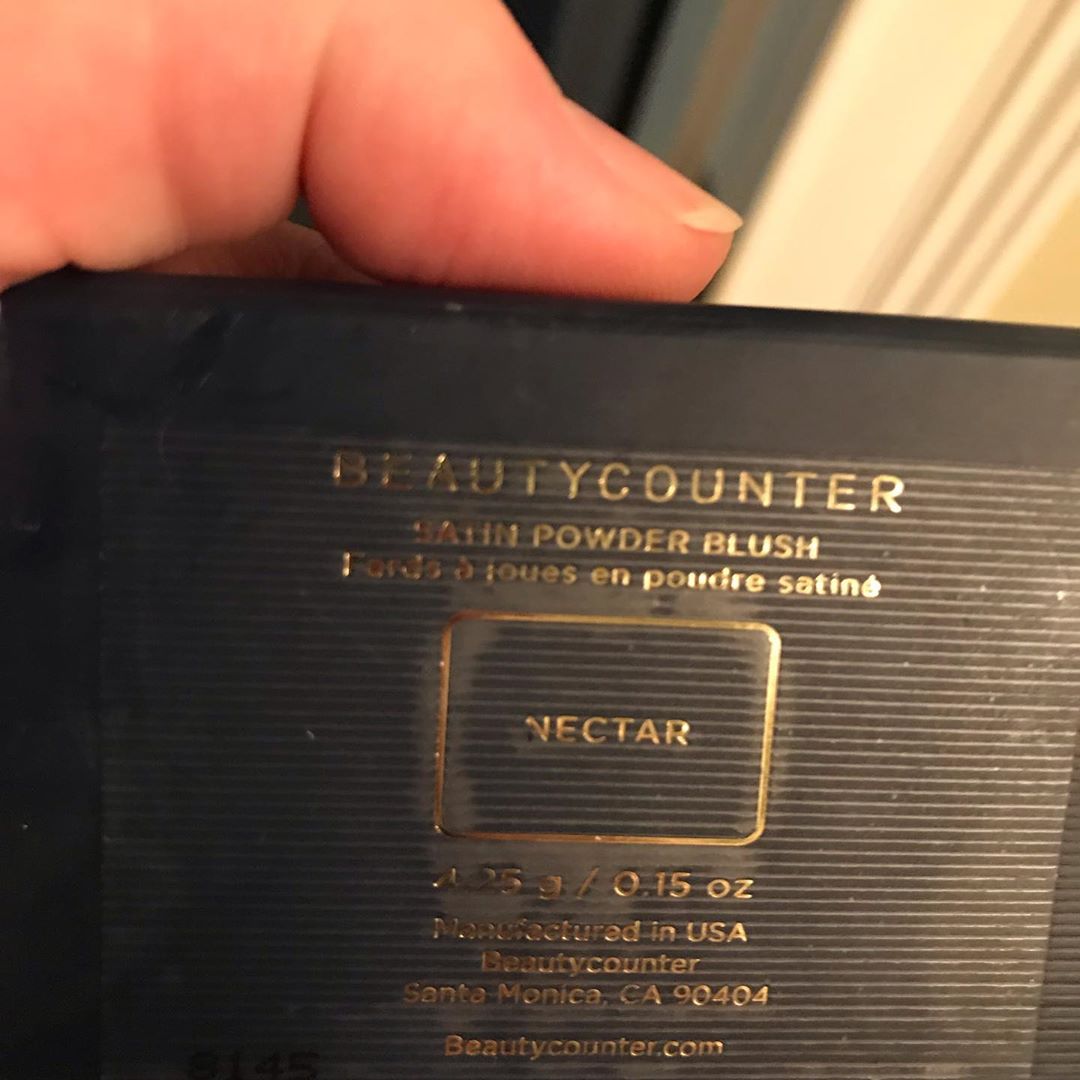 BEAUTYCOUNTER
SATIN POWDER BLUSH
Fards à joues en poudre satiné
NECTAR
4.25 g / 0.15 oz
Manufactured in USA
Beautycounter
Santa Monica, CA 90404
Beautycounter.com
8145